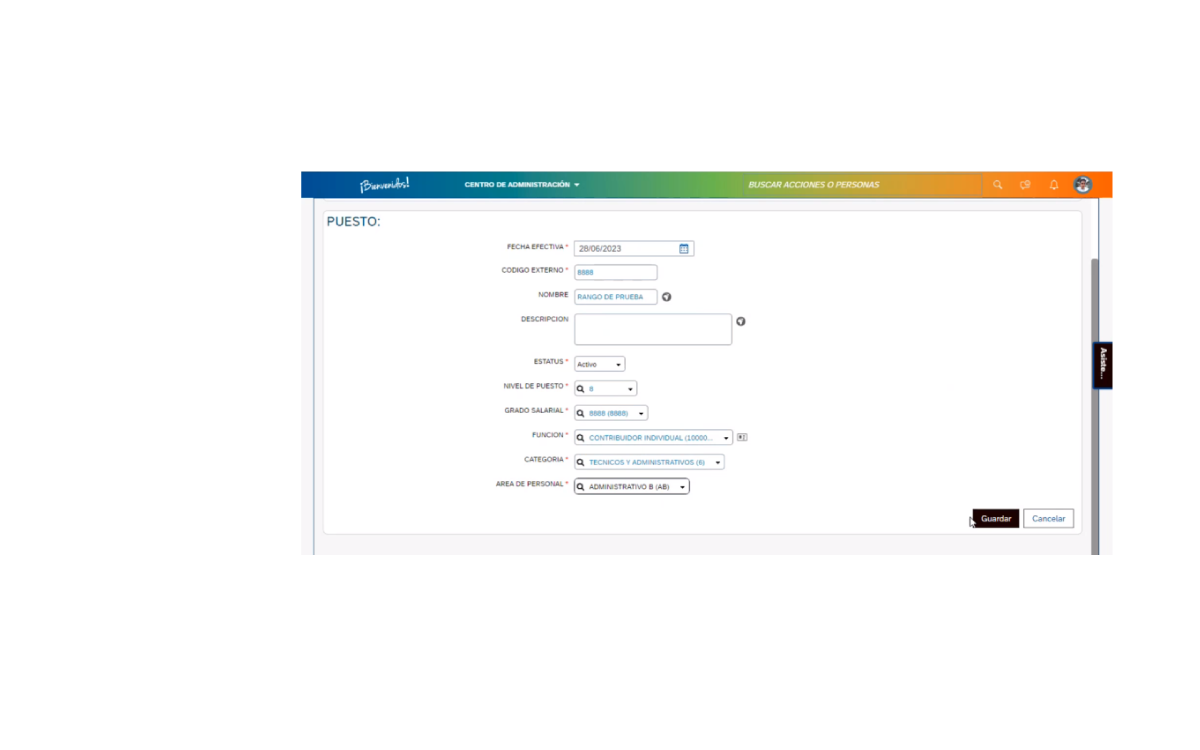 ¡Bienvenidos! CENTRO DE ADMINISTRACIÓN BUSCAR ACCIONES O PERSONAS
PUESTO:
FECHA EFECTIVA * 28/06/2023
CODIGO EXTERNO * 8888
NOMBRE RANGO DE PRUEBA
DESCRIPCION
ESTATUS * Active
NIVEL DE PUESTO * 6
GRADO SALARIAL * 8888 (8888)
FUNCION * CONTRIBUIDOR INDIVIDUAL (10000...
CATEGORIA * TECNICOS Y ADMINISTRATIVOS (6)
AREA DE PERSONAL * ADMINISTRATIVO B (AB)
Guardar Cancelar
Asiste...